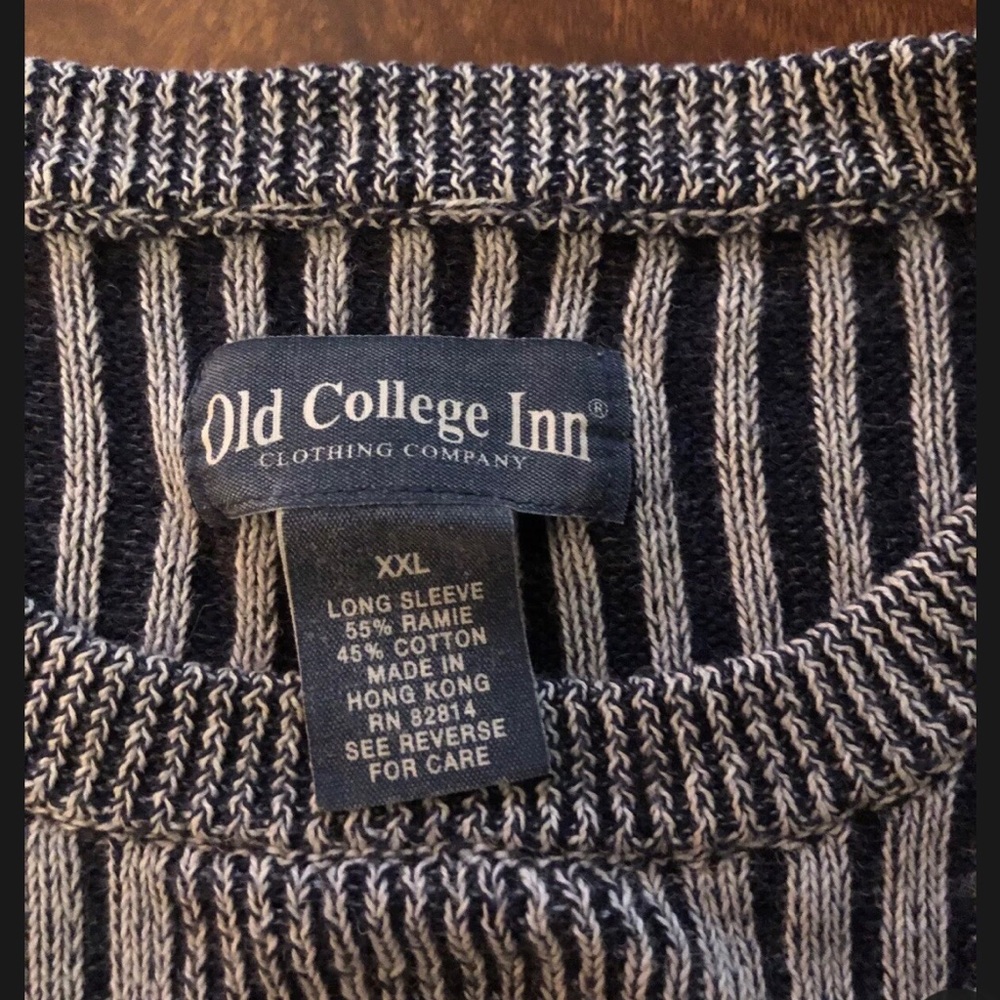 Old College Inn®
CLOTHING COMPANY
XXL
LONG SLEEVE
55% RAMIE
45% COTTON
MADE IN
HONG KONG
RN 82814
SEE REVERSE
FOR CARE